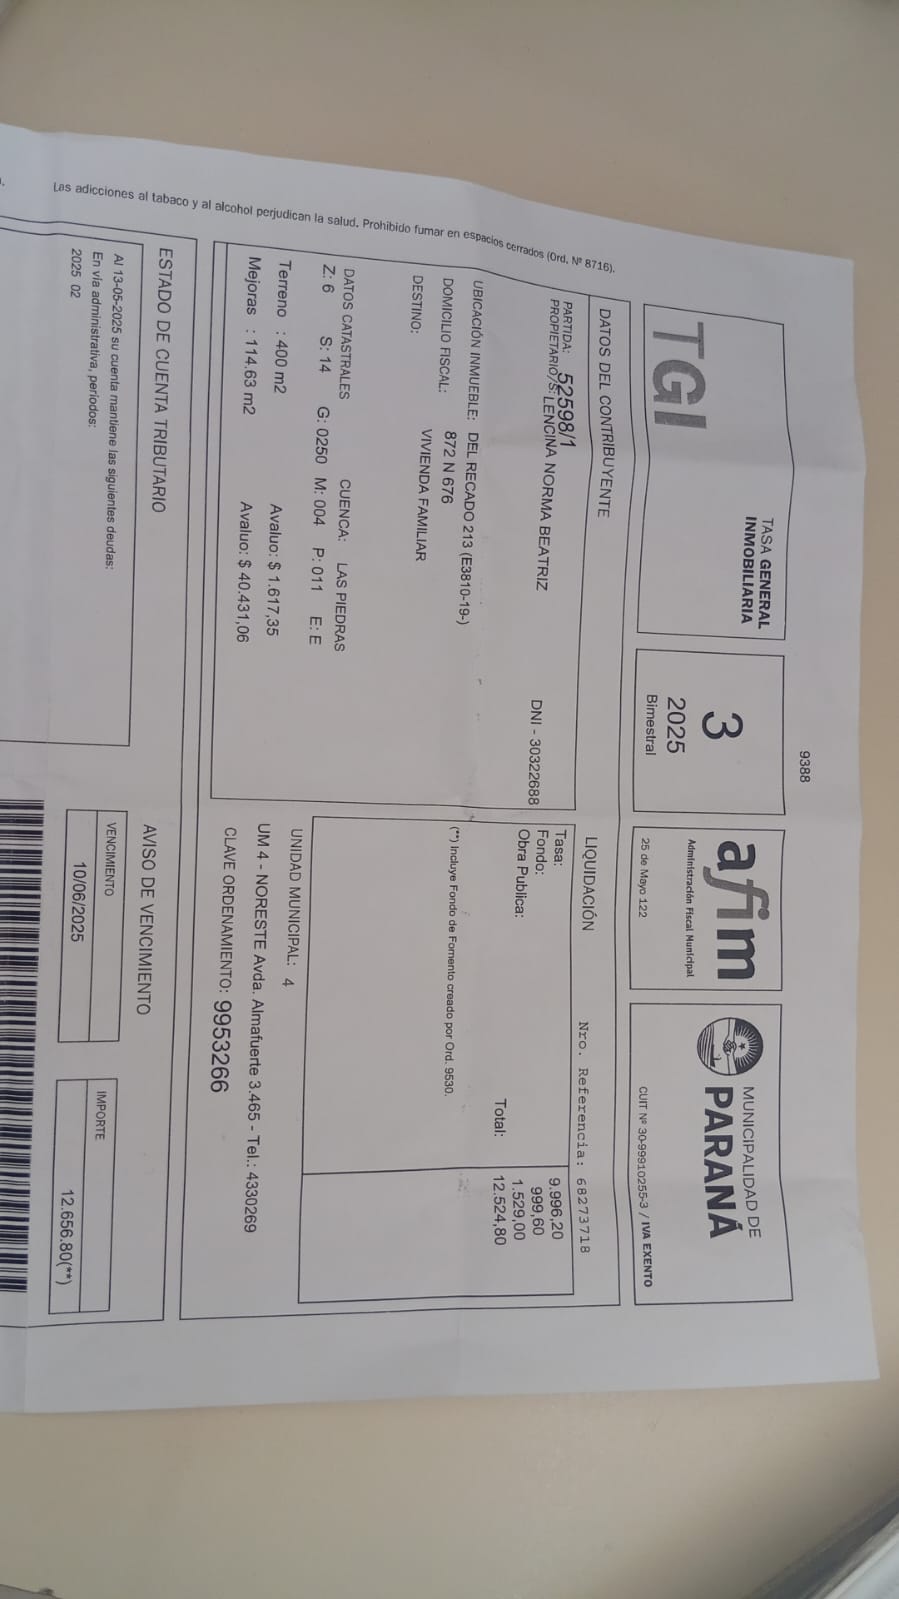 9388
TGI
TASA GENERAL
INMOBILIARIA
3
2025
Bimestral
afim
Administración Fiscal Municipal
25 de Mayo 122
MUNICIPALIDAD DE
PARANÁ
CUIT Nº 30-99910255-3 / IVA EXENTO
DATOS DEL CONTRIBUYENTE
PARTIDA: 52598/1
PROPIETARIO/S: LENCINA NORMA BEATRIZ
DNI - 30322688
UBICACIÓN INMUEBLE: DEL RECADO 213 (E3810-19-)
DOMICILIO FISCAL: 872 N 676
DESTINO: VIVIENDA FAMILIAR
DATOS CATASTRALES CUENCA: LAS PIEDRAS
Z: 6 S: 14 G: 0250 M: 004 P: 011 E: E
Terreno : 400 m2 Avaluo: $ 1.617,35
Mejoras : 114.63 m2 Avaluo: $ 40.431,06
LIQUIDACIÓN Nro. Referencia: 68273718
Tasa: 9.996,20
Fondo: 999,60
Obra Publica: 1.529,00
Total: 12.524,80
(**) Incluye Fondo de Fomento creado por Ord. 9530.
UNIDAD MUNICIPAL: 4
UM 4 - NORESTE Avda. Almafuerte 3.465 - Tel.: 4330269
CLAVE ORDENAMIENTO: 9953266
ESTADO DE CUENTA TRIBUTARIO
Al 13-05-2025 su cuenta mantiene las siguientes deudas:
En vía administrativa, períodos:
2025 02
AVISO DE VENCIMIENTO
VENCIMIENTO
10/06/2025
IMPORTE
12.656.80(**)
Las adicciones al tabaco y al alcohol perjudican la salud. Prohibido fumar en espacios cerrados (Ord. Nº 8716).